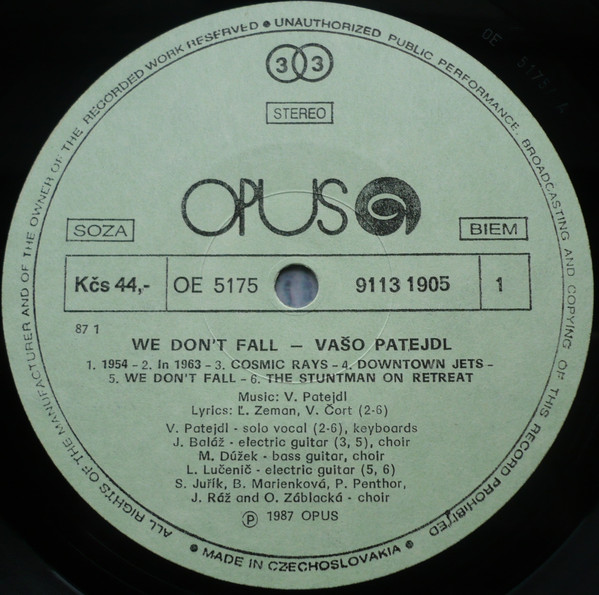 ALL RIGHTS OF THE MANUFACTURER AND OF THE OWNER OF THE RECORDED WORK RESERVED ● UNAUTHORIZED PUBLIC PERFORMANCE, BROADCASTING AND COPYING OF THIS RECORD PROHIBITED
● MADE IN CZECHOSLOVAKIA ●
33
STEREO
OPUS
SOZA
BIEM
Kčs 44,- OE 5175 9113 1905 1
87 1
WE DON'T FALL – VAŠO PATEJDL
1. 1954 - 2. In 1963 - 3. COSMIC RAYS - 4. DOWNTOWN JETS -
5. WE DON'T FALL - 6. THE STUNTMAN ON RETREAT
Music: V. Patejdl
Lyrics: Ľ. Zeman, V. Čort (2-6)
V. Patejdl - solo vocal (2-6), keyboards
J. Boláž - electric guitar (3, 5), choir
M. Dúžek - bass guitar, choir
L. Lučenič - electric guitar (5, 6)
S. Juřík, B. Marienková, P. Penthor,
J. Ráž and O. Záblacká - choir
Ⓟ 1987 OPUS
OE 5175 A